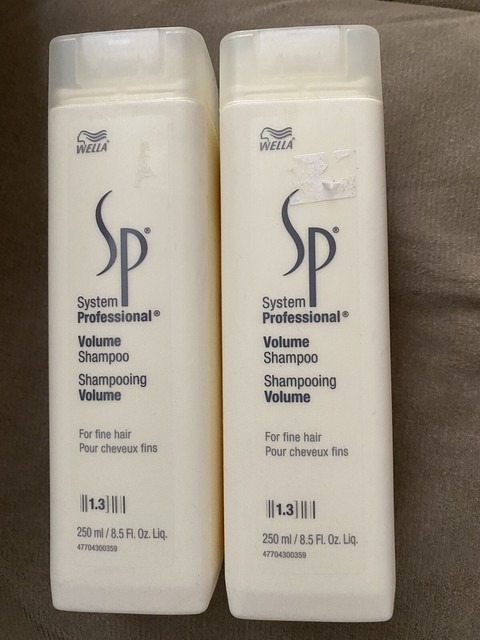 WELLA®
Sp®
System
Professional®
Volume
Shampoo
Shampooing
Volume
For fine hair
Pour cheveux fins
1.3
250 ml / 8.5 Fl. Oz. Liq.
47704300359
WELLA®
Sp®
System
Professional®
Volume
Shampoo
Shampooing
Volume
For fine hair
Pour cheveux fins
1.3
250 ml / 8.5 Fl. Oz. Liq.
47704300359